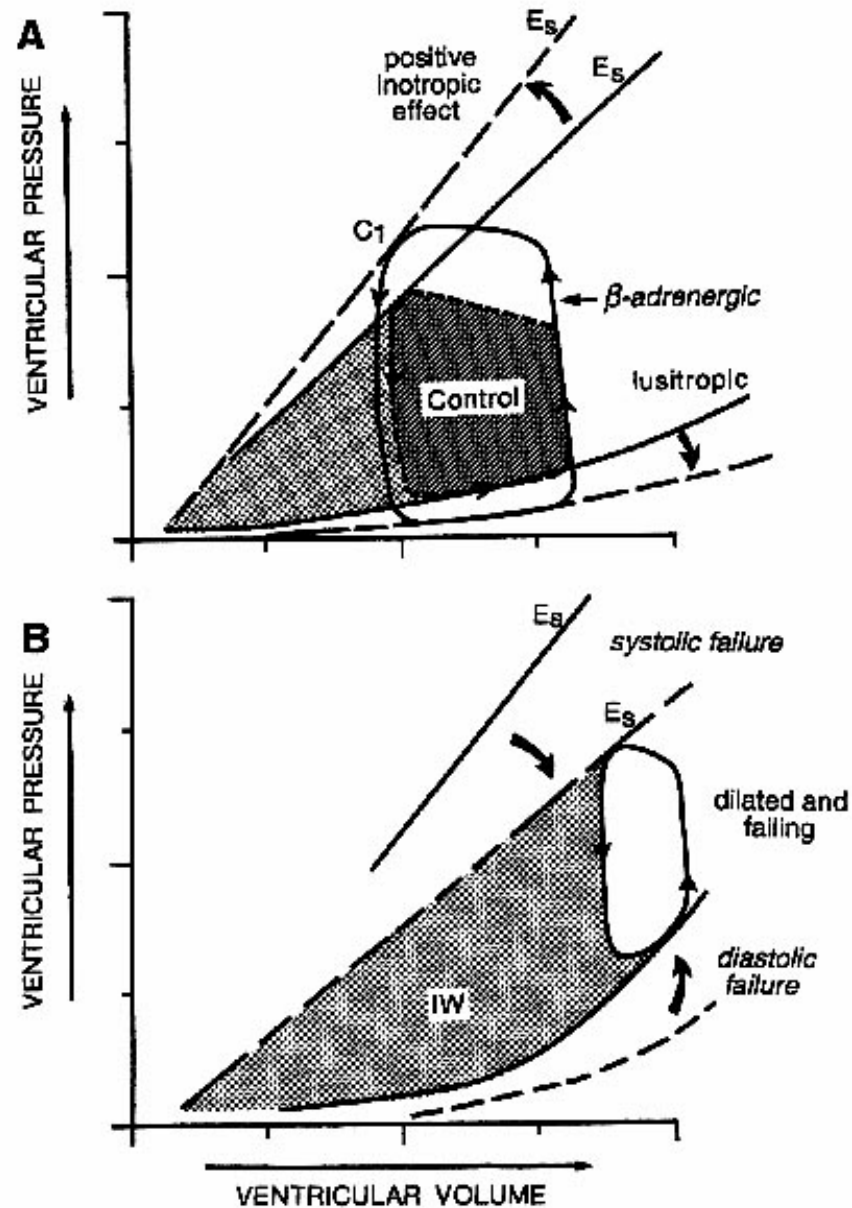 A
VENTRICULAR PRESSURE
positive
inotropic
effect
Es
Es
C1
β-adrenergic
lusitropic
Control
B
VENTRICULAR PRESSURE
Es
systolic failure
Es
dilated and
failing
diastolic
failure
IW
VENTRICULAR VOLUME